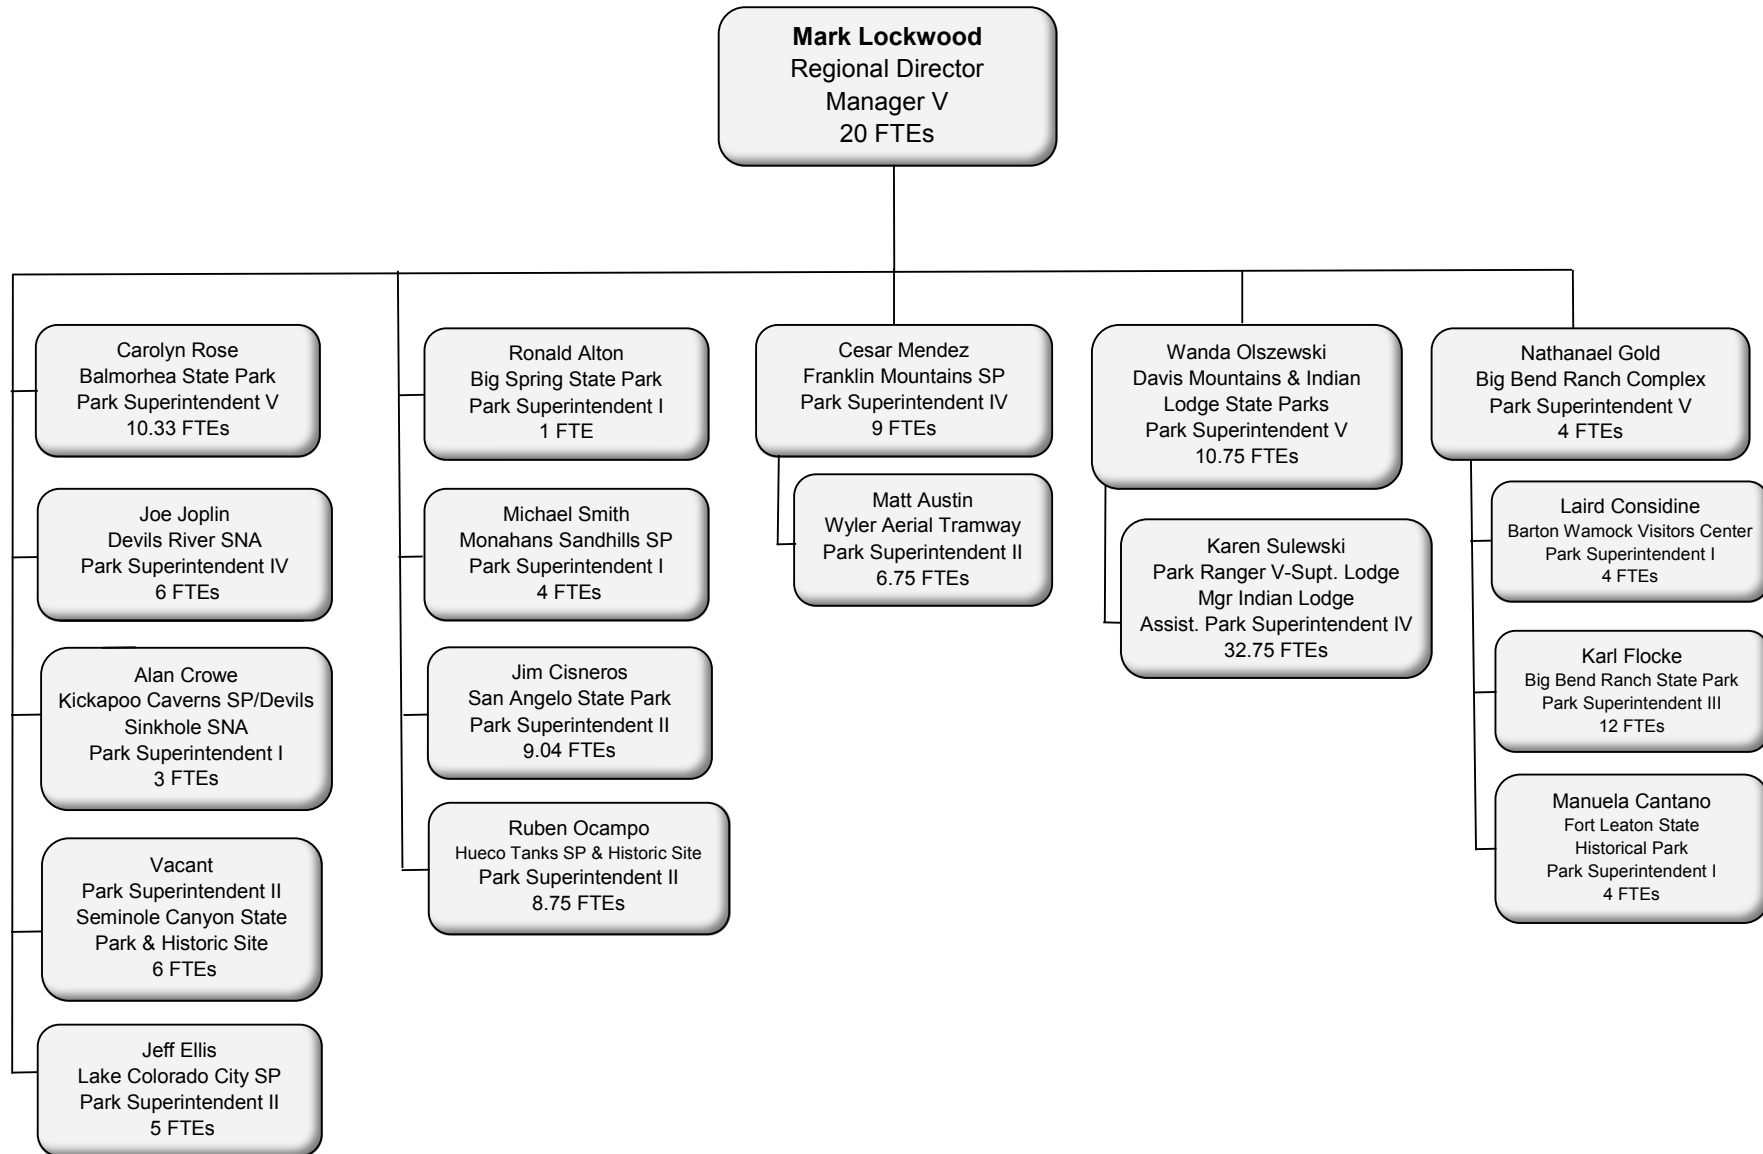 Mark Lockwood
Regional Director
Manager V
20 FTEs
Carolyn Rose
Balmorhea State Park
Park Superintendent V
10.33 FTEs
Joe Joplin
Devils River SNA
Park Superintendent IV
6 FTEs
Alan Crowe
Kickapoo Caverns SP/Devils
Sinkhole SNA
Park Superintendent I
3 FTEs
Vacant
Park Superintendent II
Seminole Canyon State
Park & Historic Site
6 FTEs
Jeff Ellis
Lake Colorado City SP
Park Superintendent II
5 FTEs
Ronald Alton
Big Spring State Park
Park Superintendent I
1 FTE
Michael Smith
Monahans Sandhills SP
Park Superintendent I
4 FTEs
Jim Cisneros
San Angelo State Park
Park Superintendent II
9.04 FTEs
Ruben Ocampo
Hueco Tanks SP & Historic Site
Park Superintendent II
8.75 FTEs
Cesar Mendez
Franklin Mountains SP
Park Superintendent IV
9 FTEs
Matt Austin
Wyler Aerial Tramway
Park Superintendent II
6.75 FTEs
Wanda Olszewski
Davis Mountains & Indian
Lodge State Parks
Park Superintendent V
10.75 FTEs
Karen Sulewski
Park Ranger V-Supt. Lodge
Mgr Indian Lodge
Assist. Park Superintendent IV
32.75 FTEs
Nathanael Gold
Big Bend Ranch Complex
Park Superintendent V
4 FTEs
Laird Considine
Barton Wamock Visitors Center
Park Superintendent I
4 FTEs
Karl Flocke
Big Bend Ranch State Park
Park Superintendent III
12 FTEs
Manuela Cantano
Fort Leaton State
Historical Park
Park Superintendent I
4 FTEs